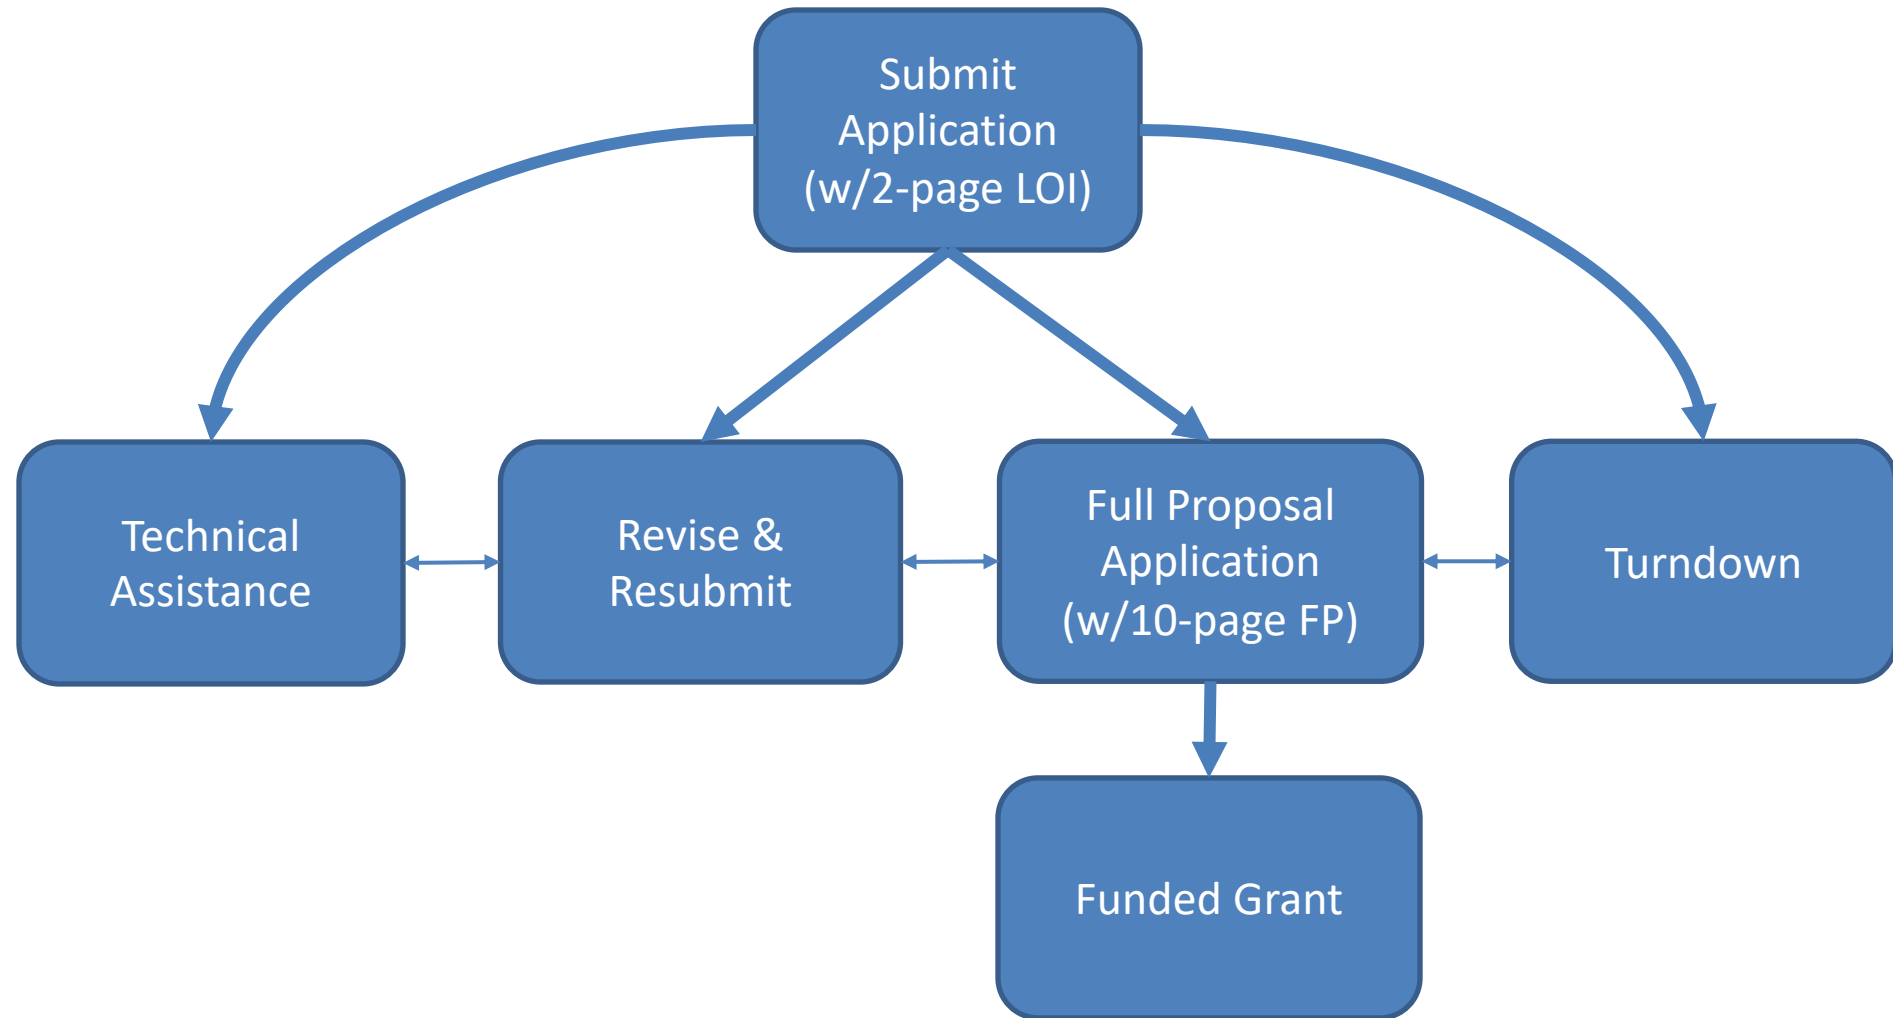 Submit
Application
(w/2-page LOI)
Technical
Assistance
Revise &
Resubmit
Full Proposal
Application
(w/10-page FP)
Turndown
Funded Grant